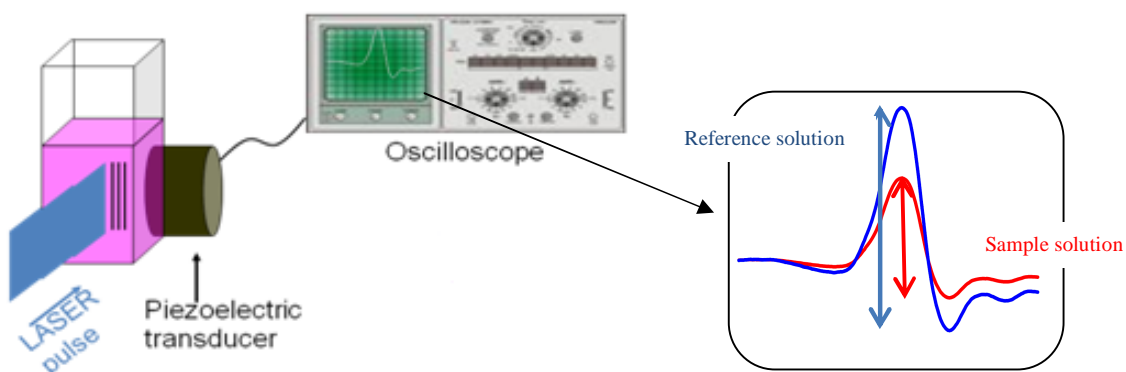 Oscilloscope
Reference solution
Sample solution
LASER
pulse
Piezoelectric
transducer